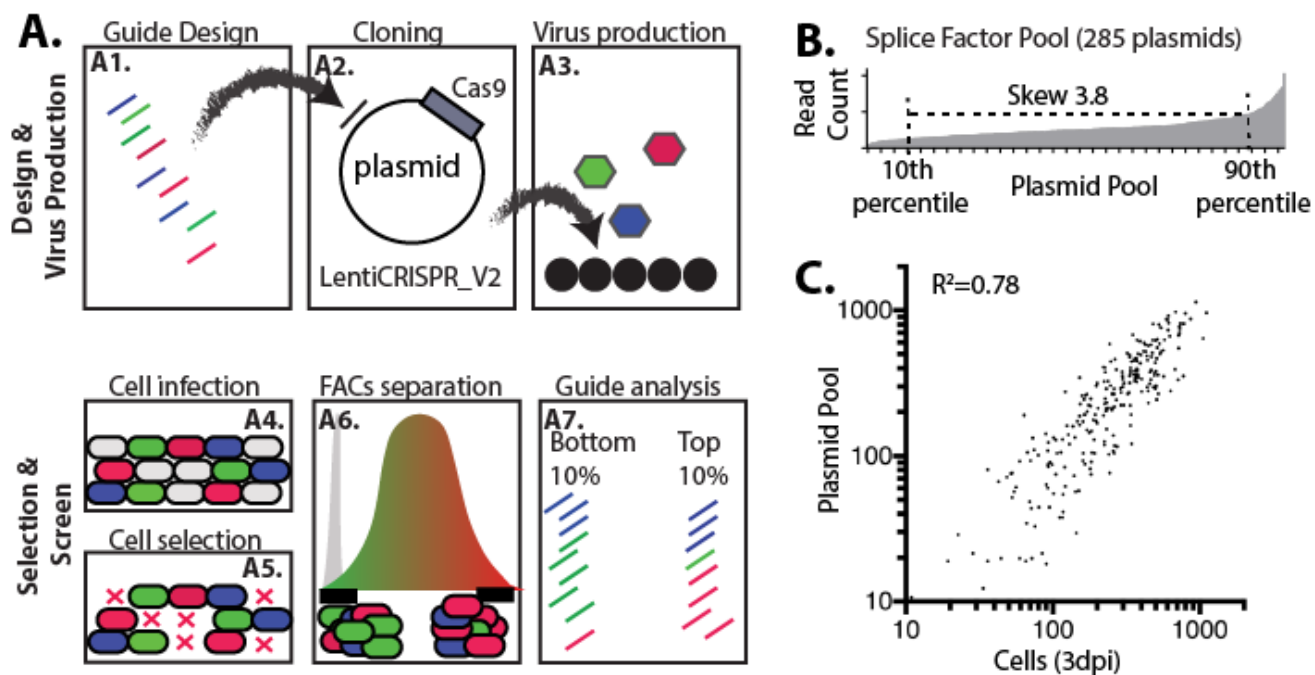 A.
Design &
Virus Production
Guide Design
A1.
Cloning
A2.
Cas9
plasmid
LentiCRISPR_V2
Virus production
A3.
Selection &
Screen
Cell infection
A4.
Cell selection
A5.
FACs separation
A6.
Guide analysis
A7.
Bottom
10%
Top
10%
B.
Splice Factor Pool (285 plasmids)
Read
Count
Skew 3.8
10th
percentile
Plasmid Pool
90th
percentile
C.
R²=0.78
Plasmid Pool
1000
100
10
10
100
1000
Cells (3dpi)